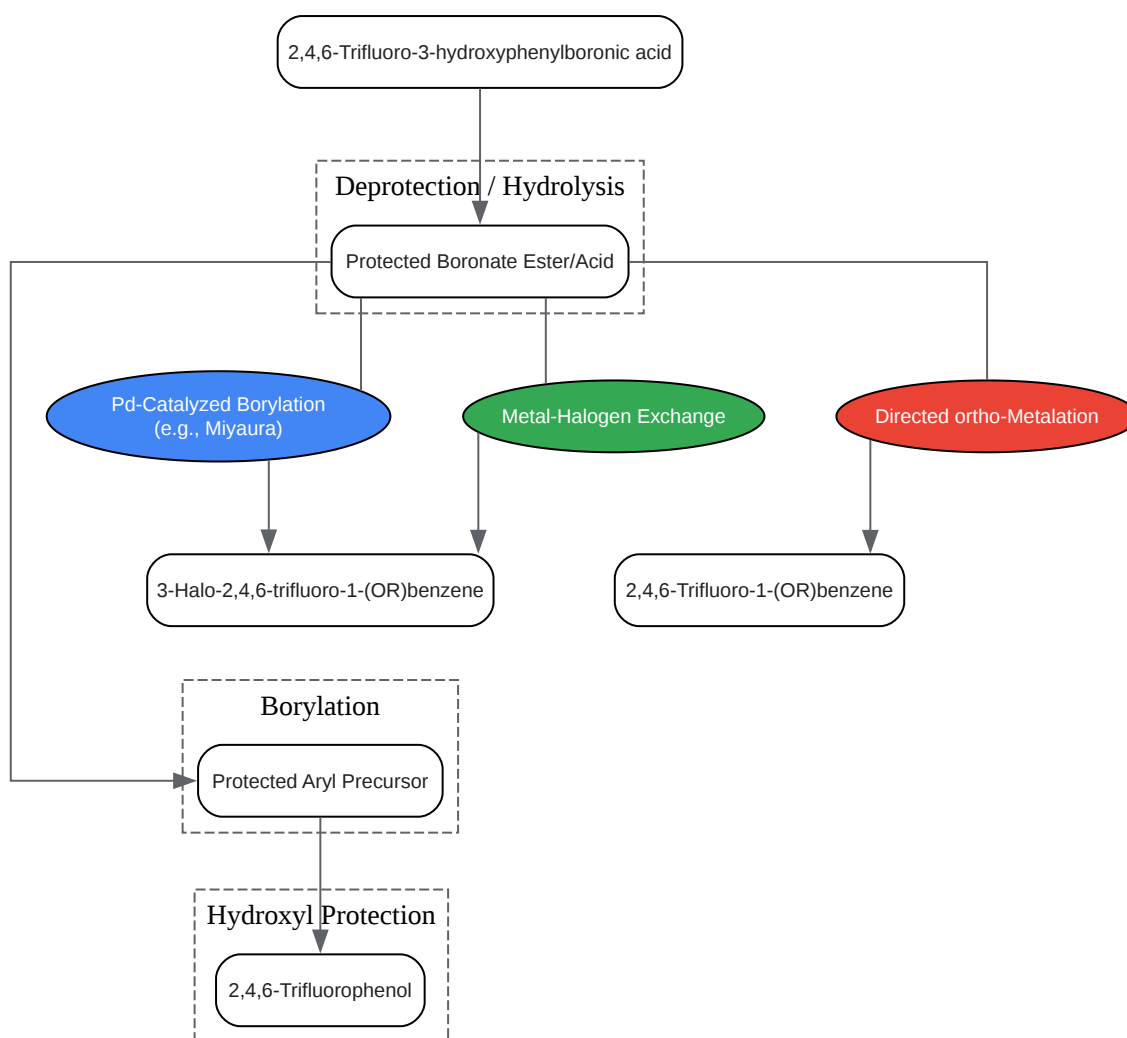 2,4,6-Trifluoro-3-hydroxyphenylboronic acid
Deprotection / Hydrolysis
Protected Boronate Ester/Acid
Pd-Catalyzed Borylation
(e.g., Miyaura)
Metal-Halogen Exchange
Directed ortho-Metalation
3-Halo-2,4,6-trifluoro-1-(OR)benzene
2,4,6-Trifluoro-1-(OR)benzene
Borylation
Protected Aryl Precursor
Hydroxyl Protection
2,4,6-Trifluorophenol